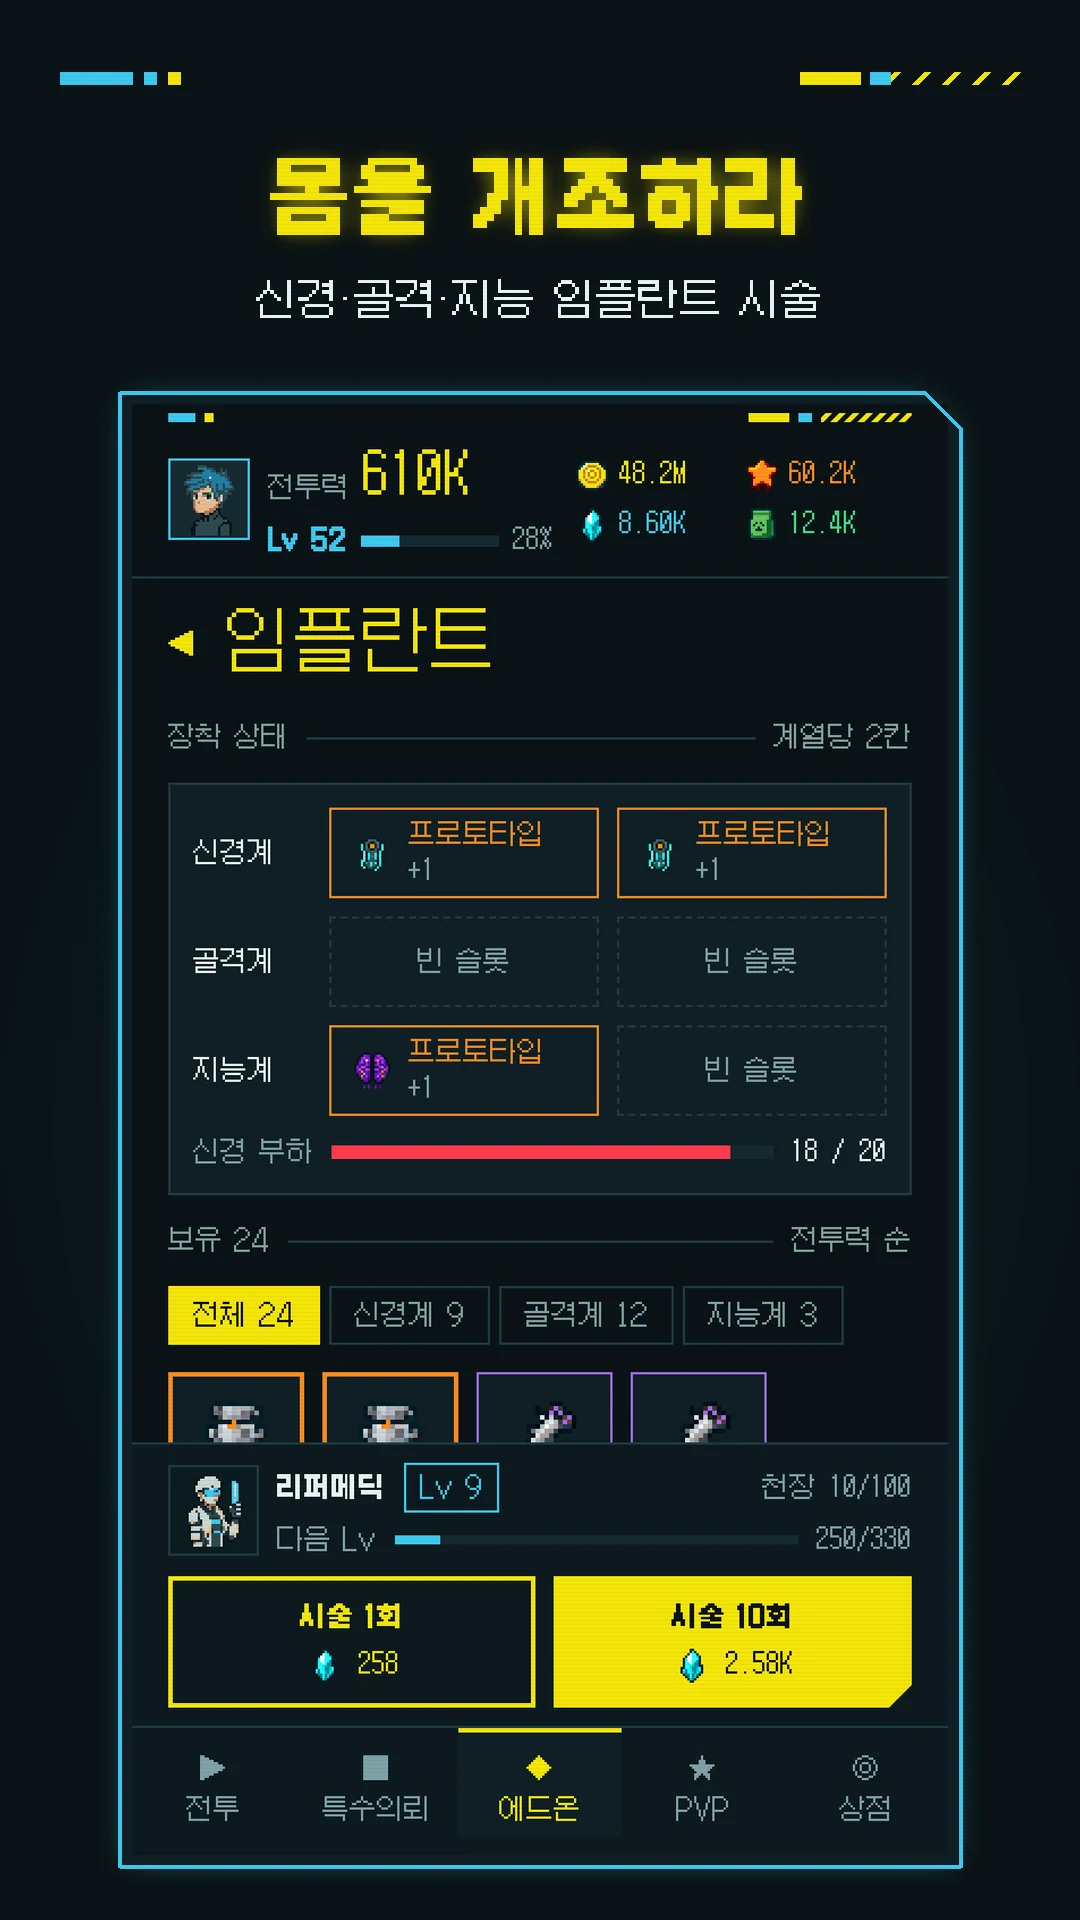 몸을 개조하라
신경·골격·지능 임플란트 시술
전투력 610K 48.2M 60.2K
Lv 52 28% 8.60K 12.4K
임플란트
장착 상태 계열당 2칸
신경계 프로토타입 +1 프로토타입 +1
골격계 빈 슬롯 빈 슬롯
지능계 프로토타입 +1 빈 슬롯
신경 부하 18 / 20
보유 24 전투력 순
전체 24 신경계 9 골격계 12 지능계 3
리퍼메딕 Lv 9 천장 10/100
다음 Lv 250/330
시술 1회 시술 10회
258 2.58K
전투 특수의뢰 에드온 PVP 상점